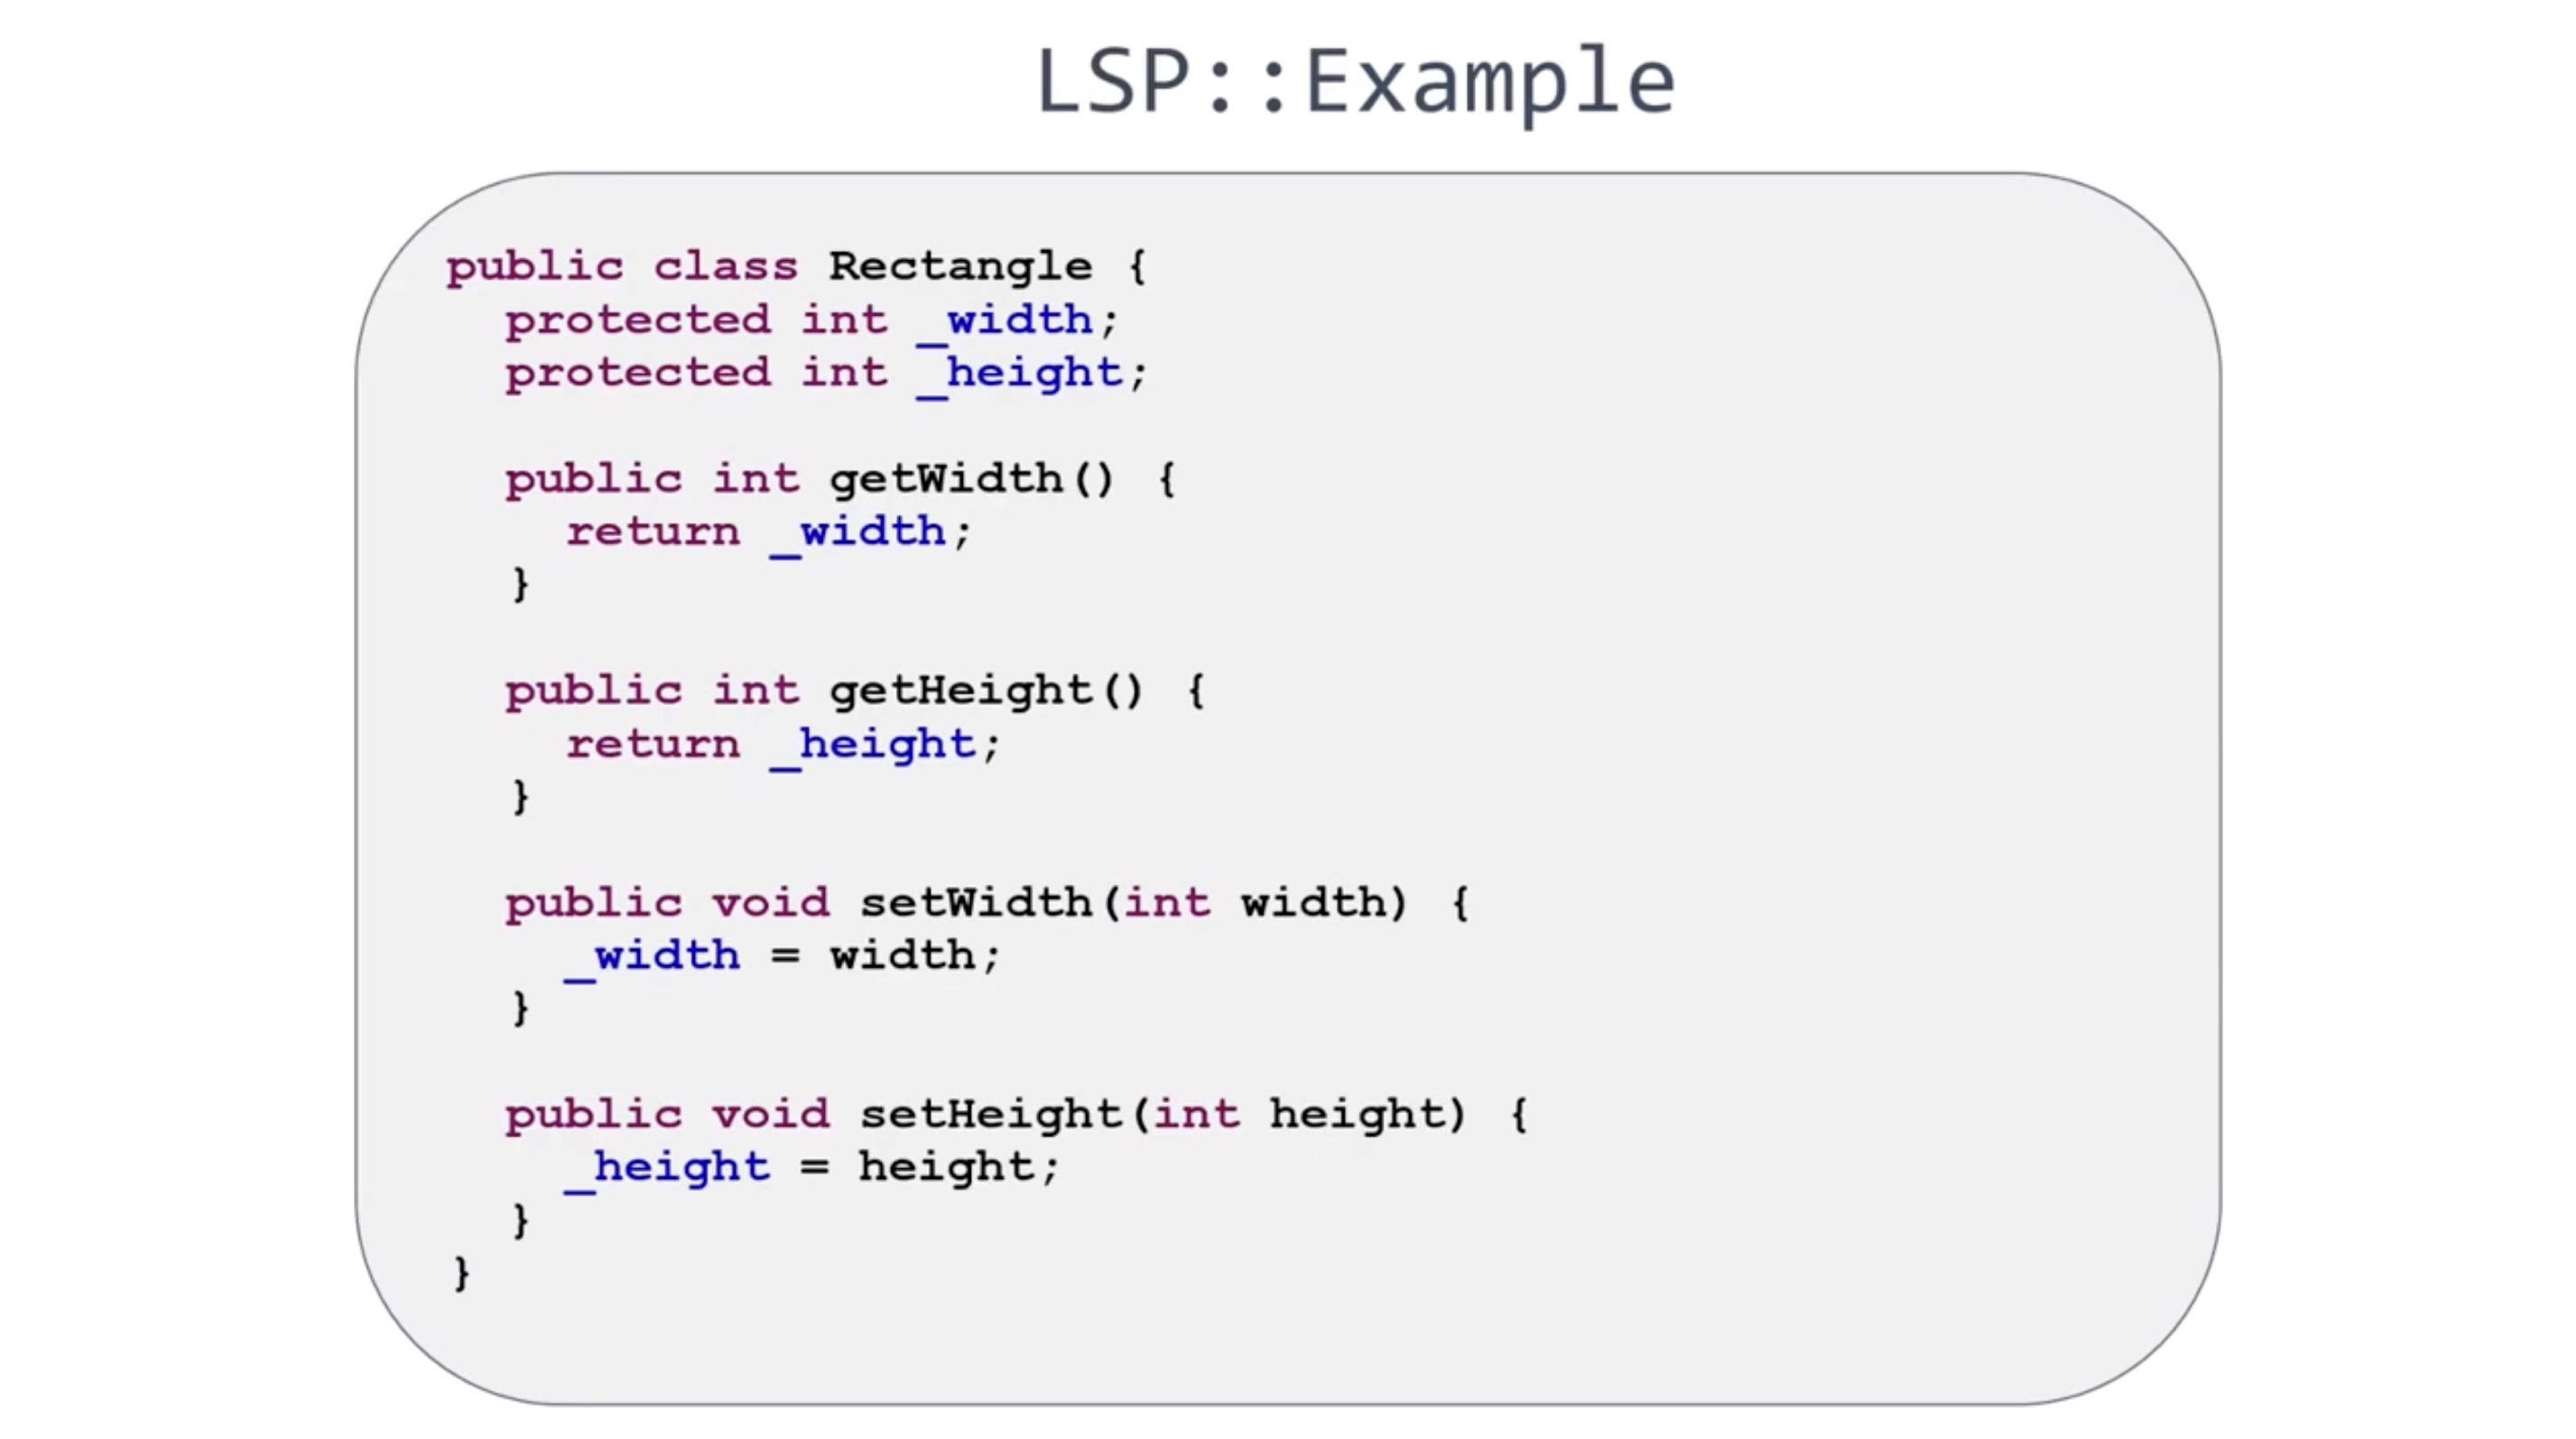 LSP::Example
public class Rectangle {
protected int _width;
protected int _height;
public int getWidth() {
return _width;
}
public int getHeight() {
return _height;
}
public void setWidth(int width) {
_width = width;
}
public void setHeight(int height) {
_height = height;
}
}